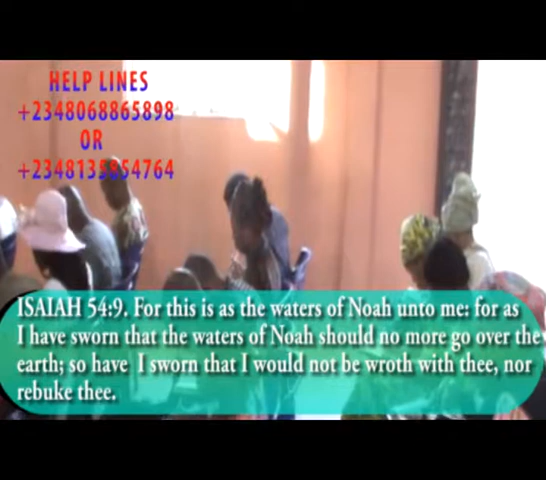 HELP LINES
+2348068865898
OR
+2348135854764
ISAIAH 54:9. For this is as the waters of Noah unto me: for as
I have sworn that the waters of Noah should no more go over the
earth; so have I sworn that I would not be wroth with thee, nor
rebuke thee.